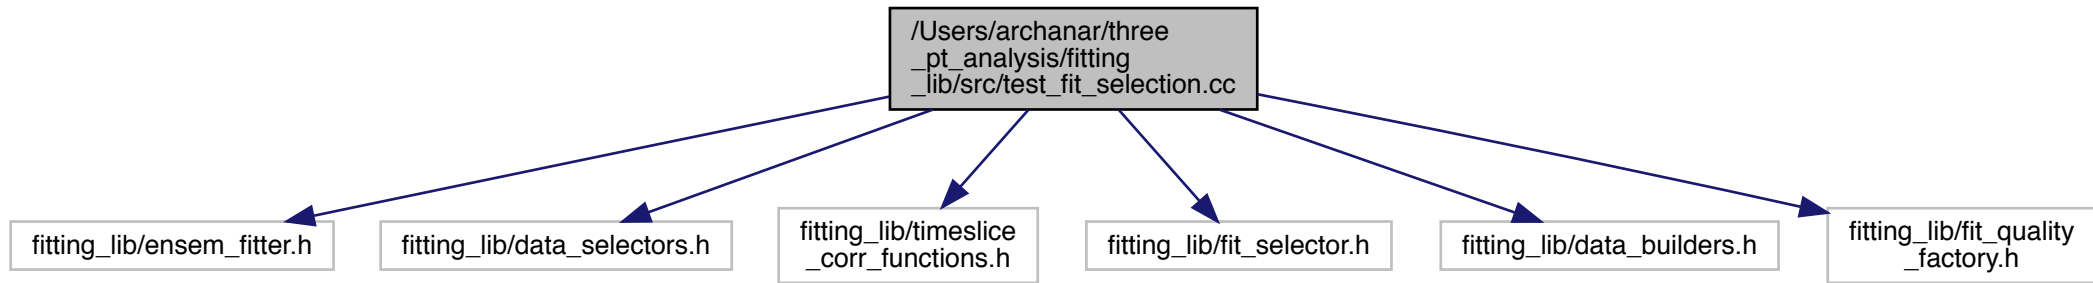 /Users/archanar/three
_pt_analysis/fitting
_lib/src/test_fit_selection.cc
fitting_lib/ensem_fitter.h
fitting_lib/data_selectors.h
fitting_lib/timeslice
_corr_functions.h
fitting_lib/fit_selector.h
fitting_lib/data_builders.h
fitting_lib/fit_quality
_factory.h